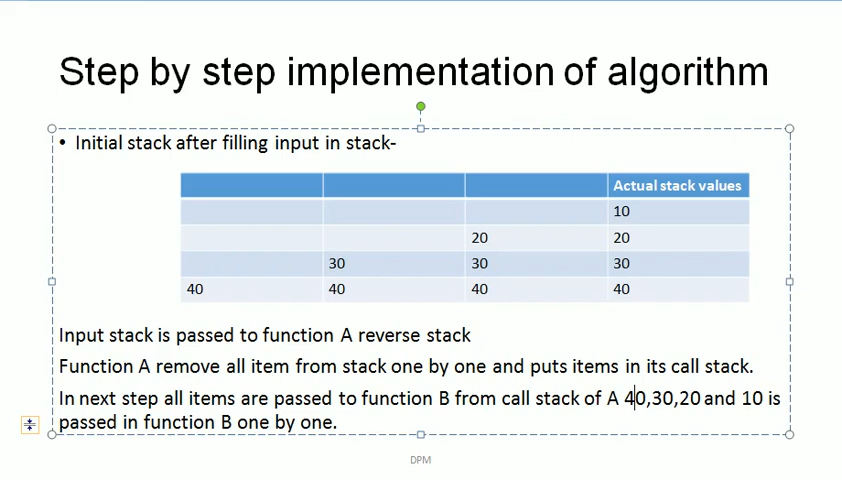 Step by step implementation of algorithm
• Initial stack after filling input in stack-
Actual stack values
10
20 20
30 30 30
40 40 40 40
Input stack is passed to function A reverse stack
Function A remove all item from stack one by one and puts items in its call stack.
In next step all items are passed to function B from call stack of A 40,30,20 and 10 is
passed in function B one by one.
DPM